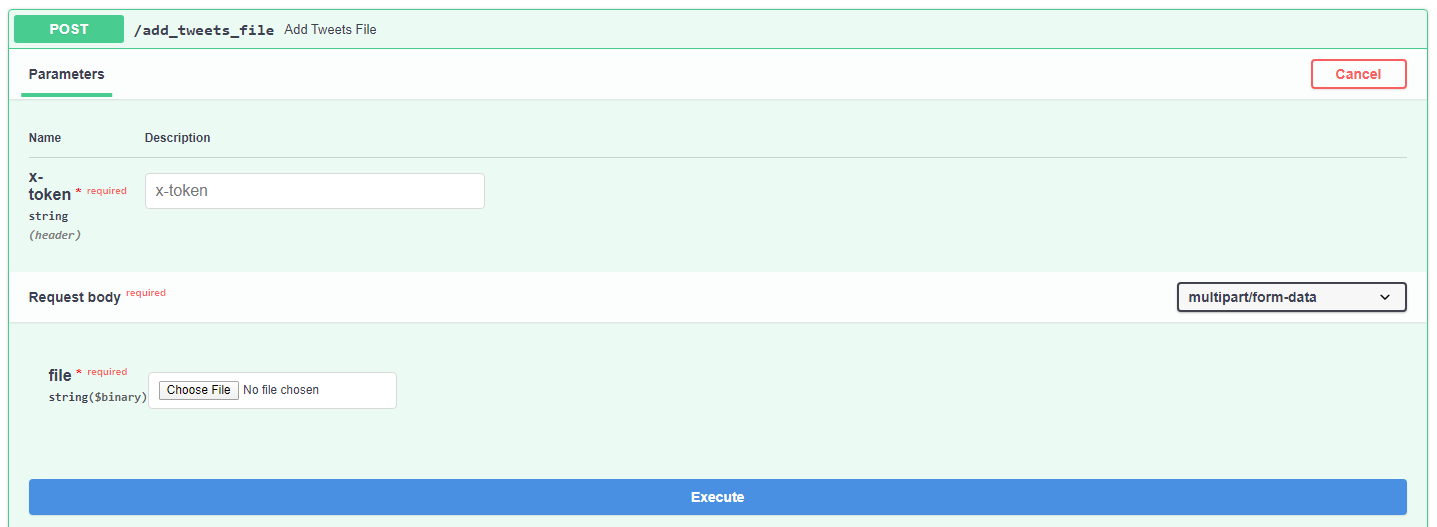 POST /add_tweets_file Add Tweets File
Parameters Cancel
Name Description
x-
token * required x-token
string
(header)
Request body required multipart/form-data
file * required
string($binary) Choose File No file chosen
Execute